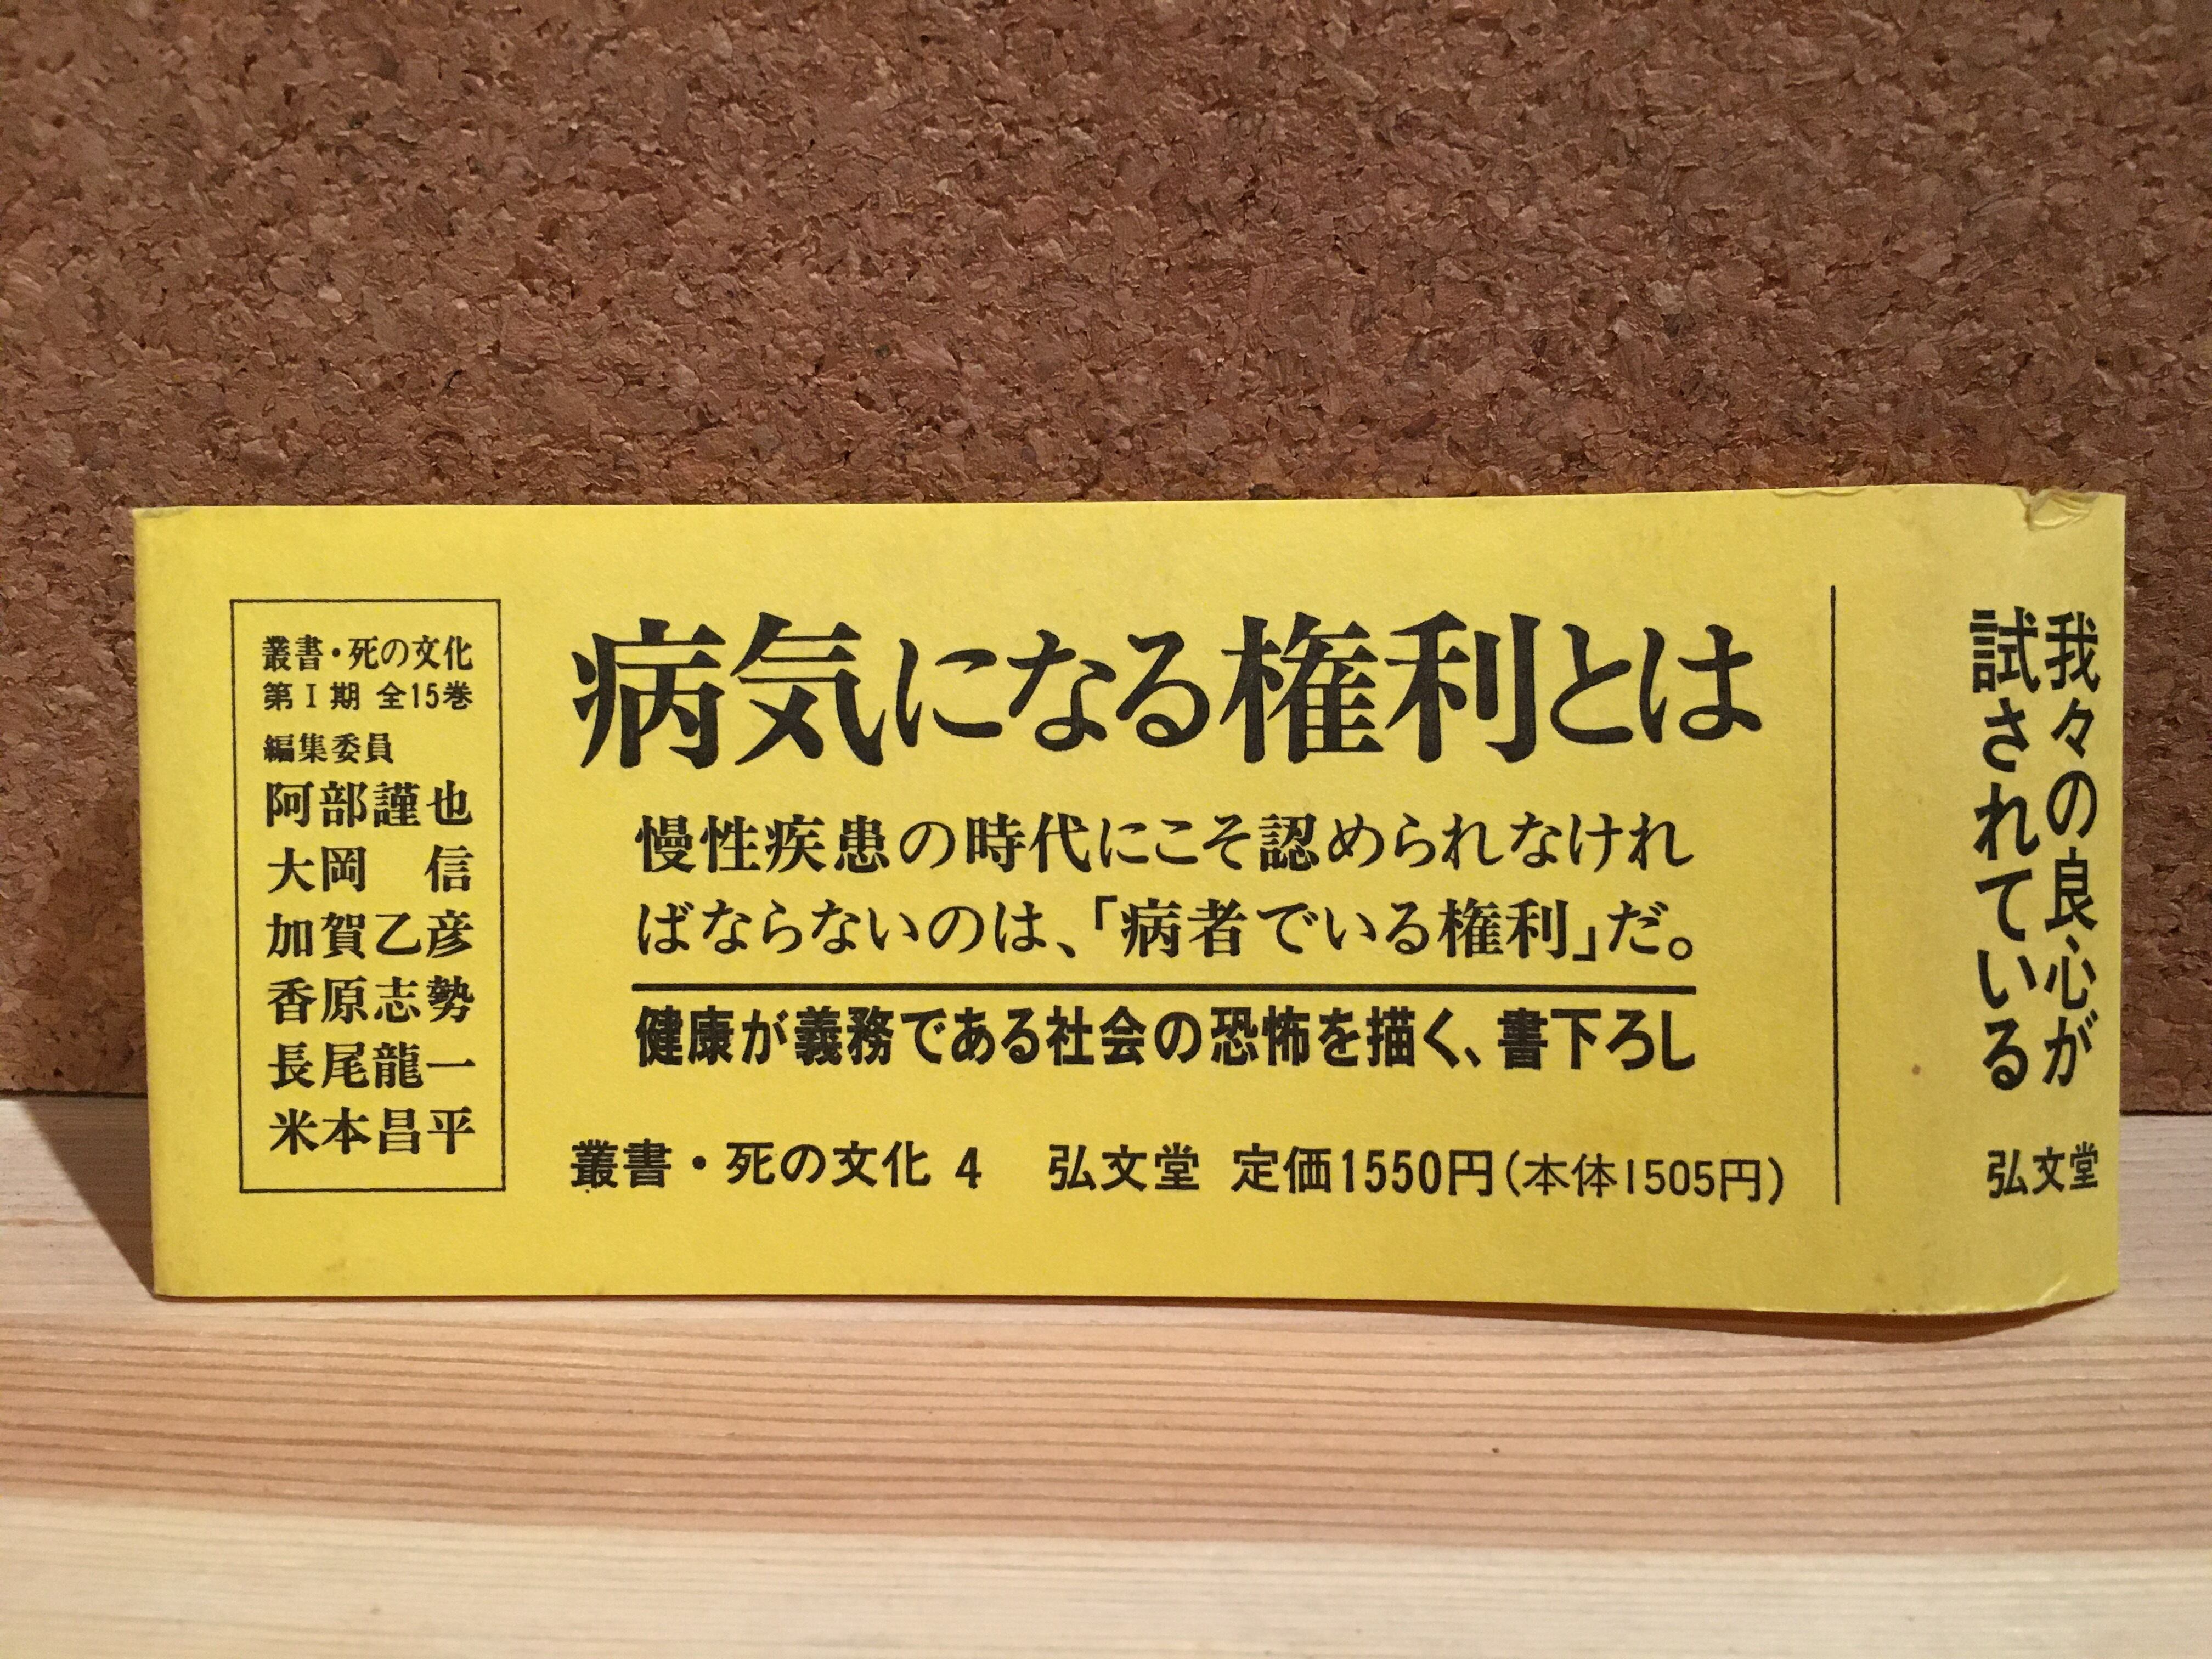 叢書・死の文化
第Ⅰ期 全15巻
編集委員
阿部謹也
大岡 信
加賀乙彦
香原志勢
長尾龍一
米本昌平
病気になる権利とは
慢性疾患の時代にこそ認められなけれ
ばならないのは、「病者でいる権利」だ。
健康が義務である社会の恐怖を描く、書下ろし
叢書・死の文化 4 弘文堂 定価1550円(本体1505円)
我々の良心が
試されている
弘文堂